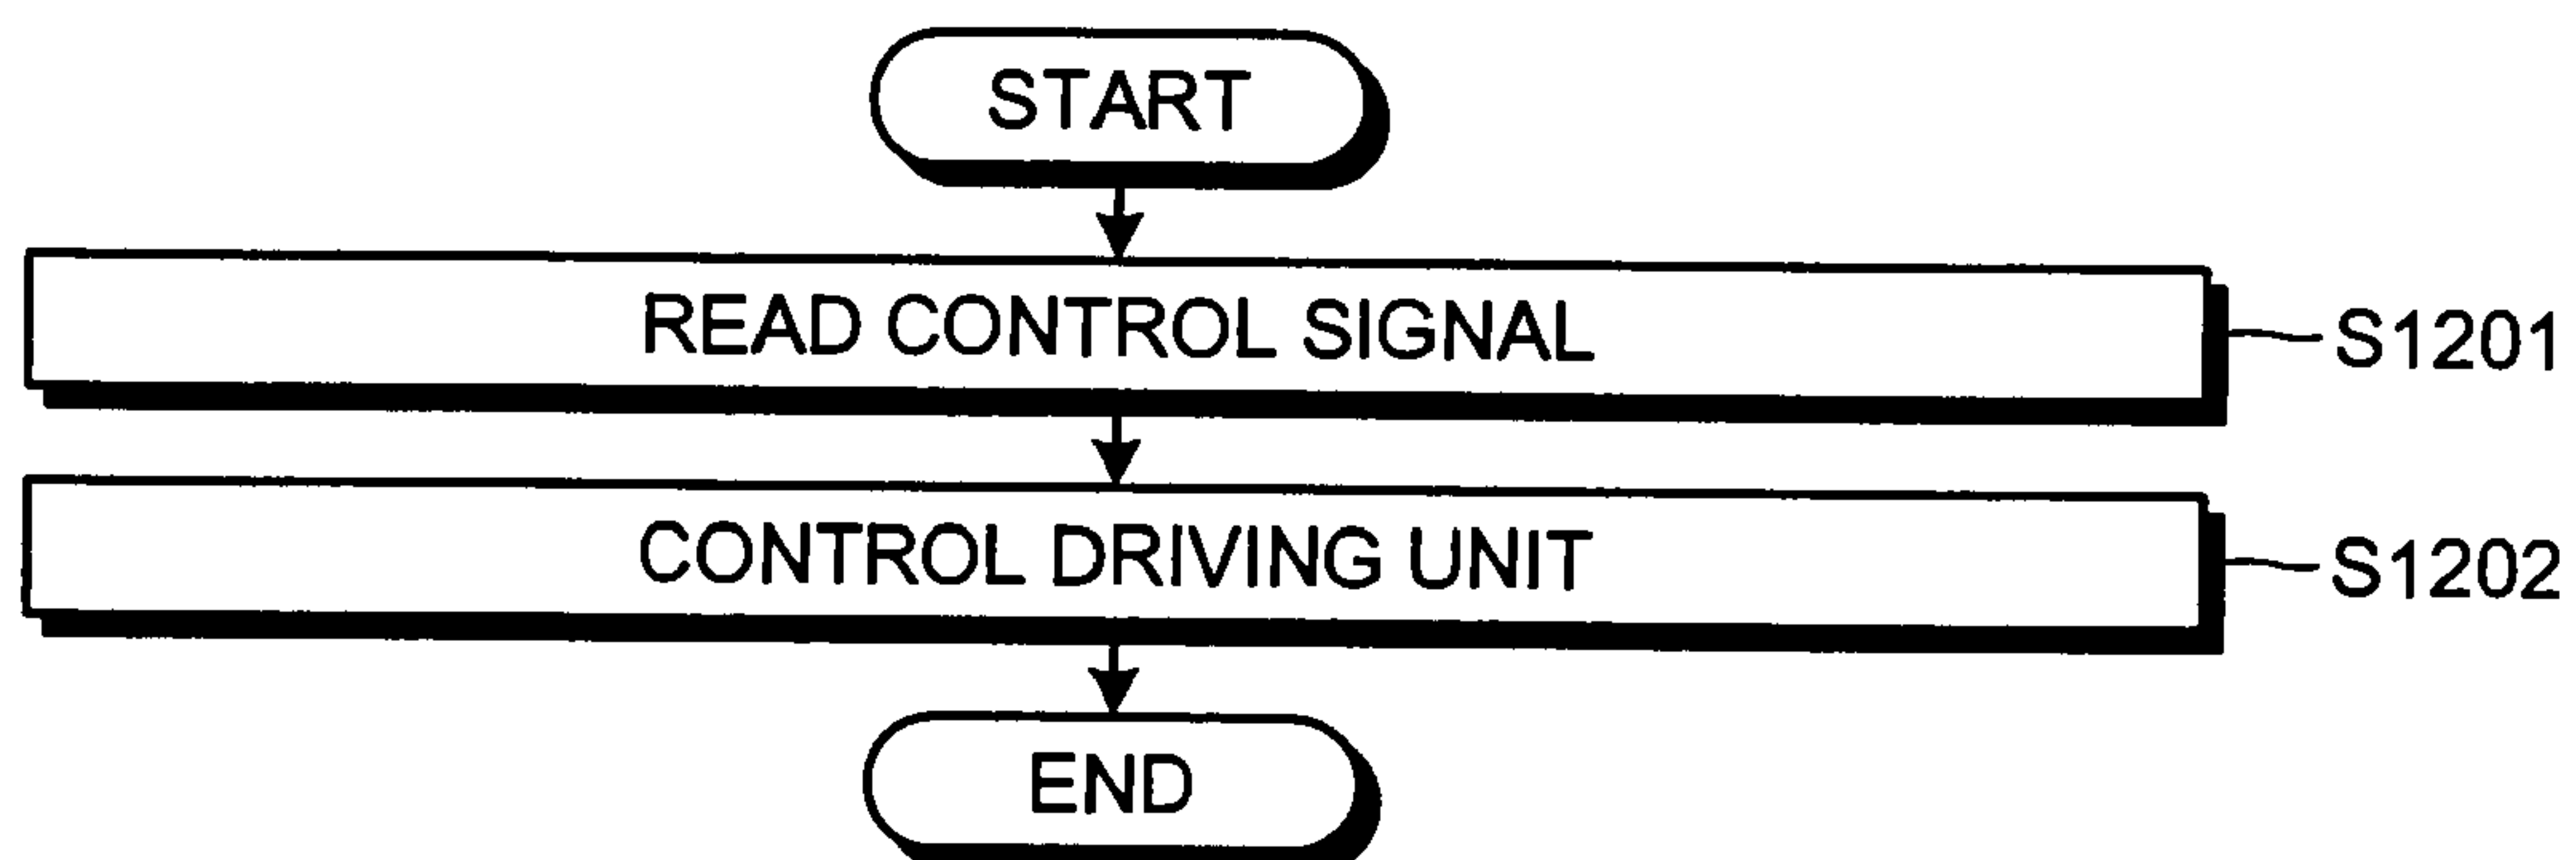 START
READ CONTROL SIGNAL S1201
CONTROL DRIVING UNIT S1202
END